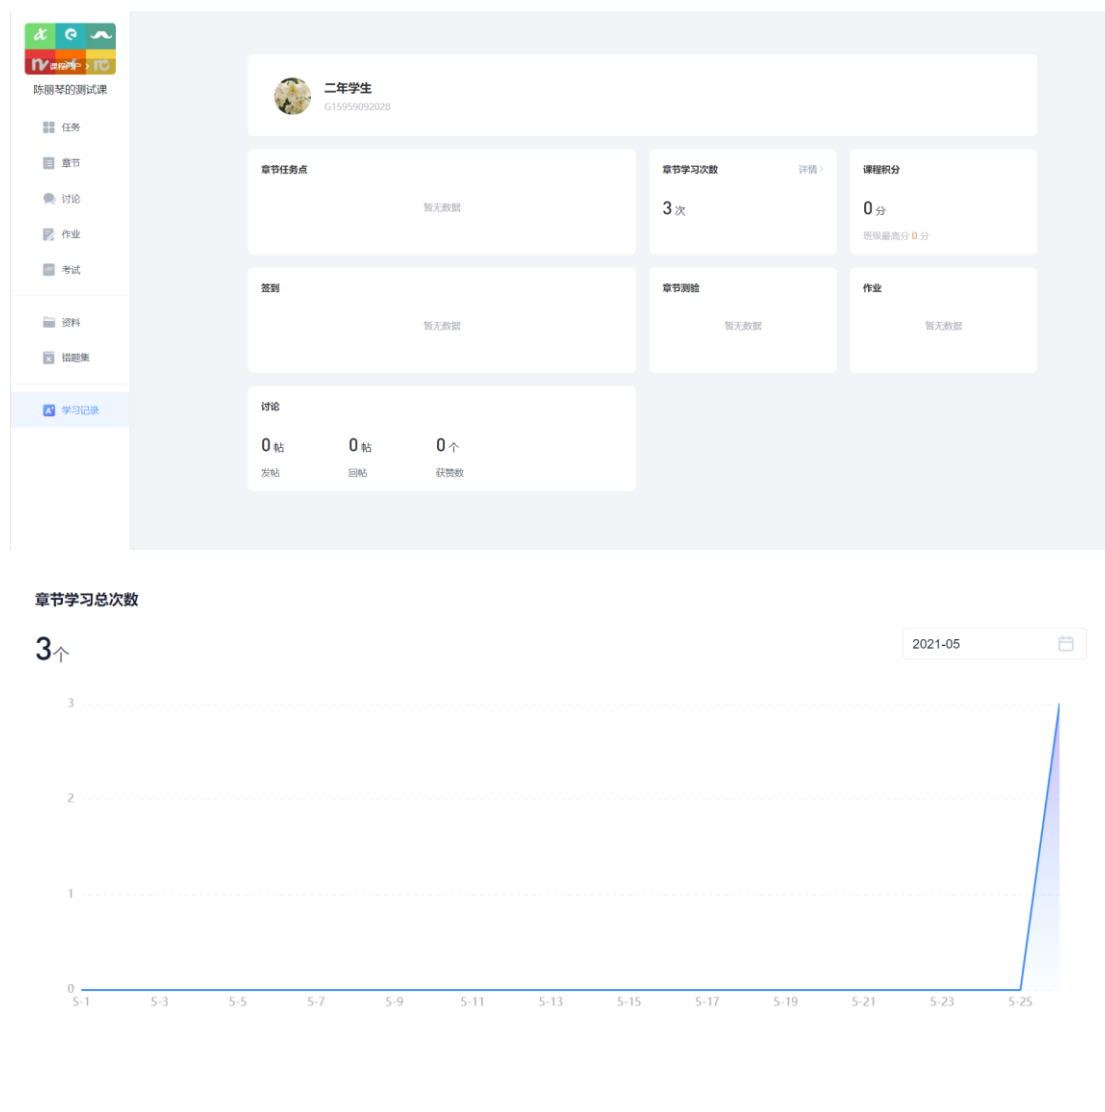 课程门户 >
陈丽琴的测试课
任务
章节
讨论
作业
考试
资料
错题集
学习记录
二年学生
G15959092028
章节任务点
暂无数据
章节学习次数 详情 >
3 次
课程积分
0 分
班级最高分 0 分
签到
暂无数据
章节测验
暂无数据
作业
暂无数据
讨论
0 帖 0 帖 0 个
发帖 回帖 获赞数
章节学习总次数
3个
2021-05
3
2
1
0
5-1 5-3 5-5 5-7 5-9 5-11 5-13 5-15 5-17 5-19 5-21 5-23 5-25